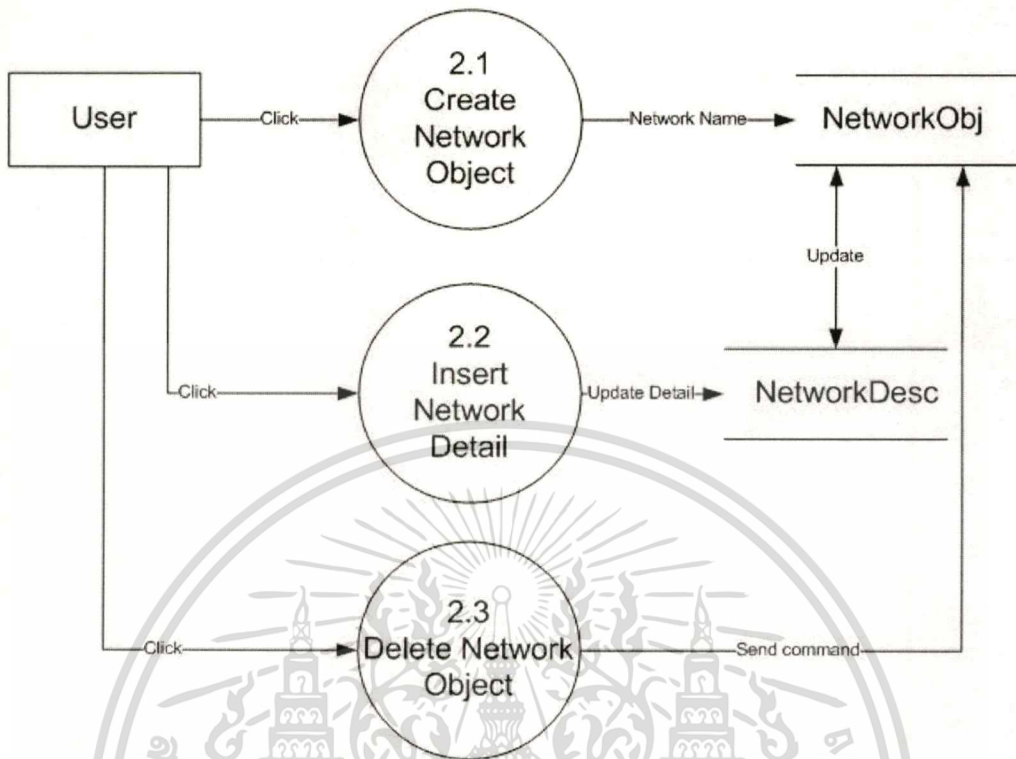 User
Click
2.1
Create
Network
Object
Network Name
NetworkObj
Update
Click
2.2
Insert
Network
Detail
Update Detail
NetworkDesc
Click
2.3
Delete Network
Object
Send command